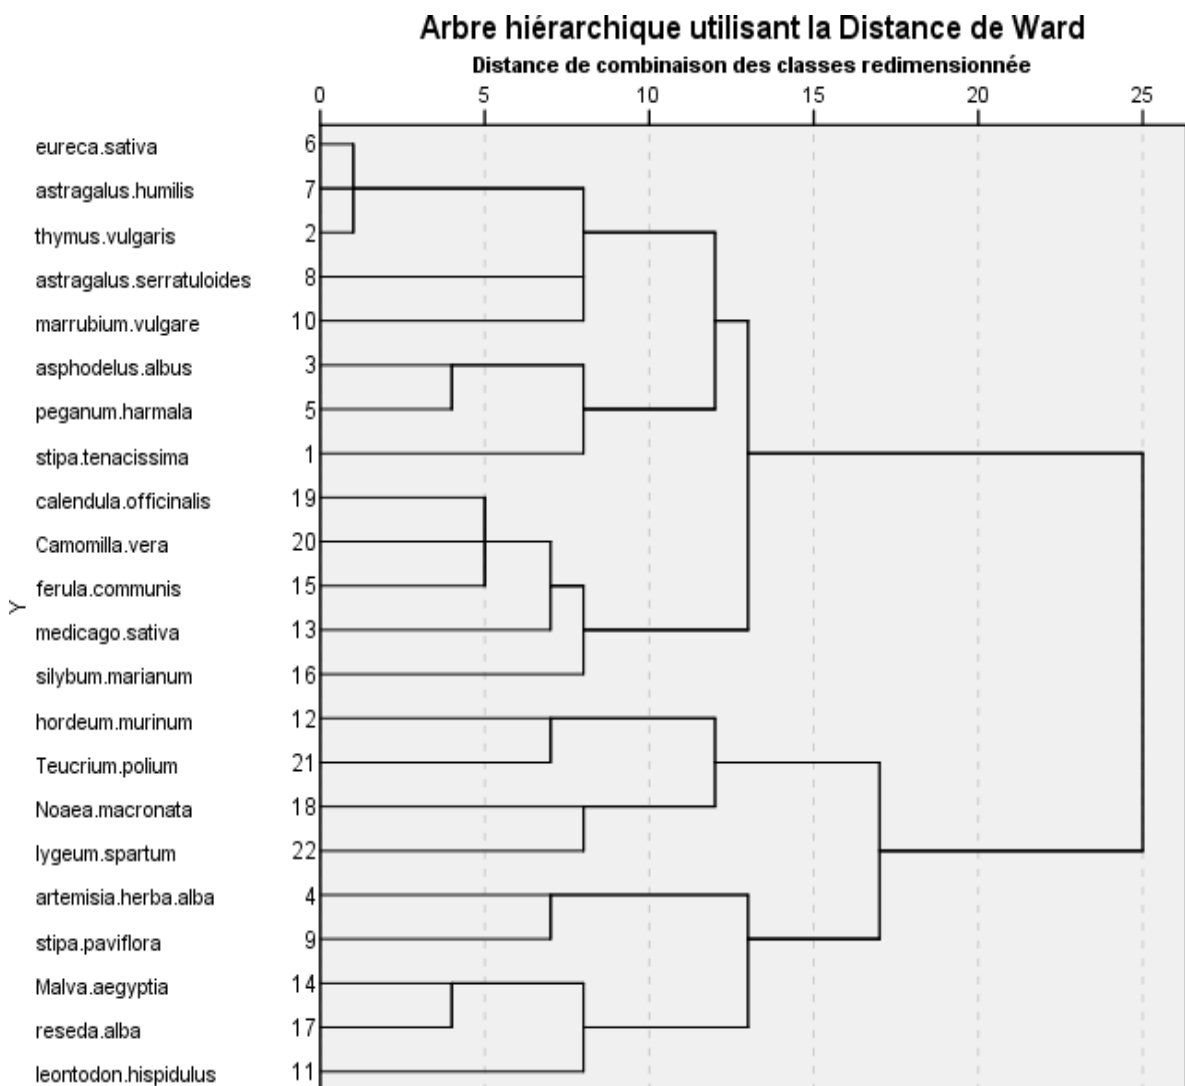 Arbre hiérarchique utilisant la Distance de Ward
Distance de combinaison des classes redimensionnée
0 5 10 15 20 25
eureca.sativa 6
astragalus.humilis 7
thymus.vulgaris 2
astragalus.serratuloides 8
marrubium.vulgare 10
asphodelus.albus 3
peganum.harmala 5
stipa.tenacissima 1
calendula.officinalis 19
Camomilla.vera 20
ferula.communis 15
Y
medicago.sativa 13
silybum.marianum 16
hordeum.murinum 12
Teucrium.polium 21
Noaea.macronata 18
lygeum.spartum 22
artemisia.herba.alba 4
stipa.paviflora 9
Malva.aegyptia 14
reseda.alba 17
leontodon.hispidulus 11